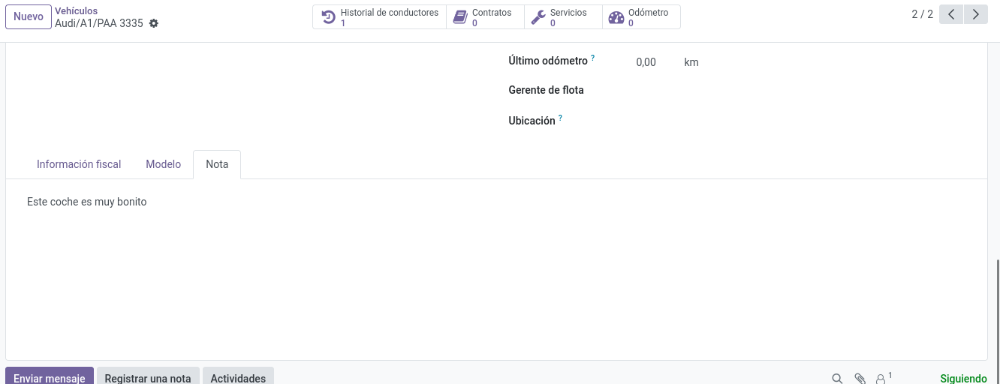 Nuevo
Vehículos
Audi/A1/PAA 3335
Historial de conductores
1
Contratos
0
Servicios
0
Odómetro
0
2 / 2
Último odómetro ?
0,00 km
Gerente de flota
Ubicación ?
Información fiscal
Modelo
Nota
Este coche es muy bonito
Enviar mensaje
Registrar una nota
Actividades
1
Siguiendo